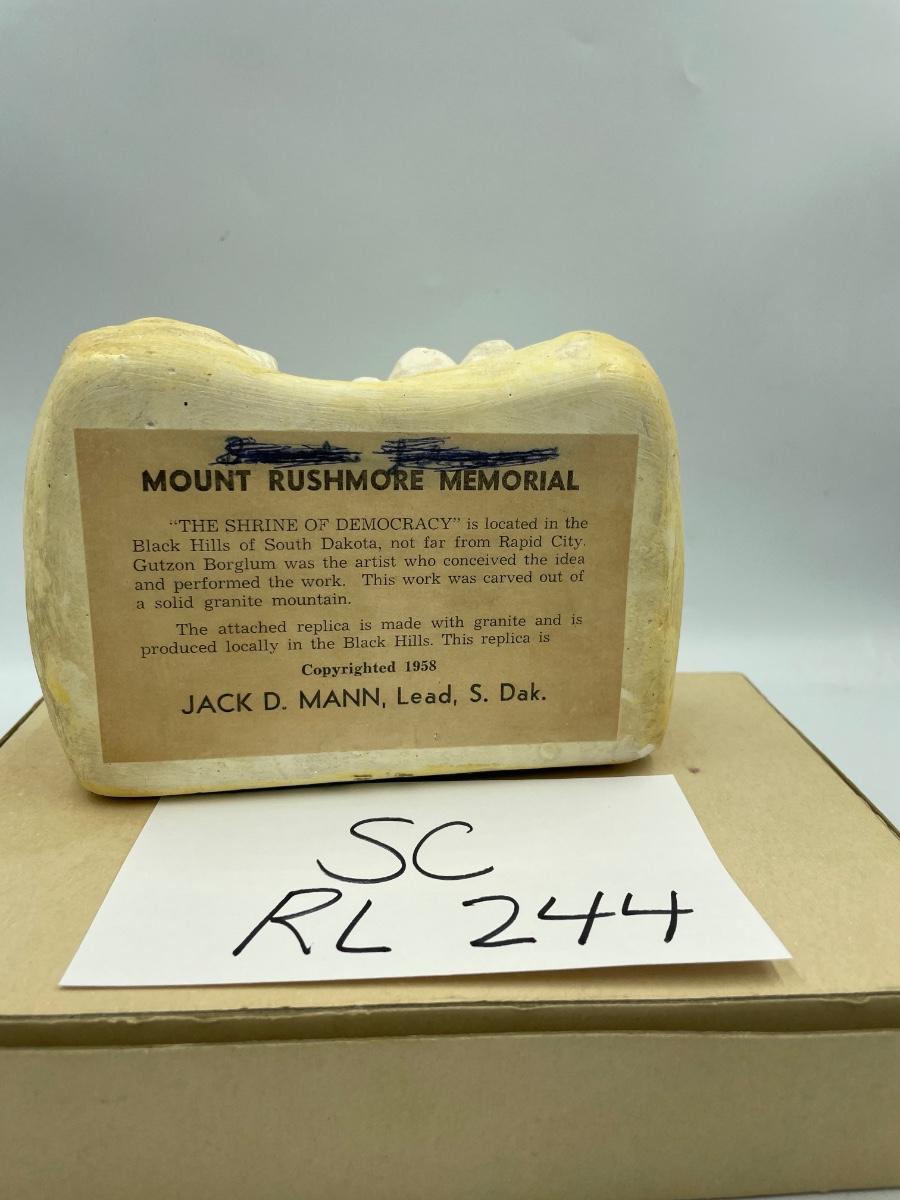 MOUNT RUSHMORE MEMORIAL
"THE SHRINE OF DEMOCRACY" is located in the
Black Hills of South Dakota, not far from Rapid City.
Gutzon Borglum was the artist who conceived the idea
and performed the work. This work was carved out of
a solid granite mountain.
The attached replica is made with granite and is
produced locally in the Black Hills. This replica is
Copyrighted 1958
JACK D. MANN, Lead, S. Dak.
SC
RL 244